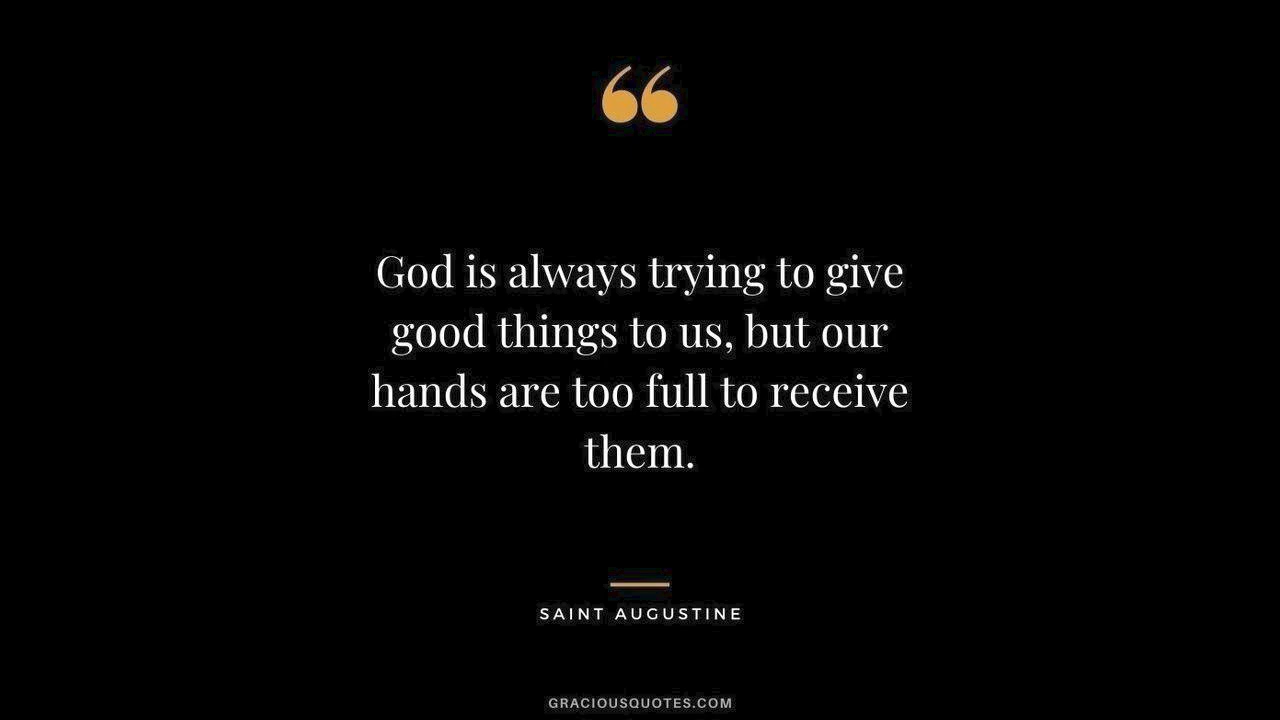 “
God is always trying to give
good things to us, but our
hands are too full to receive
them.
SAINT AUGUSTINE
GRACIOUSQUOTES.COM